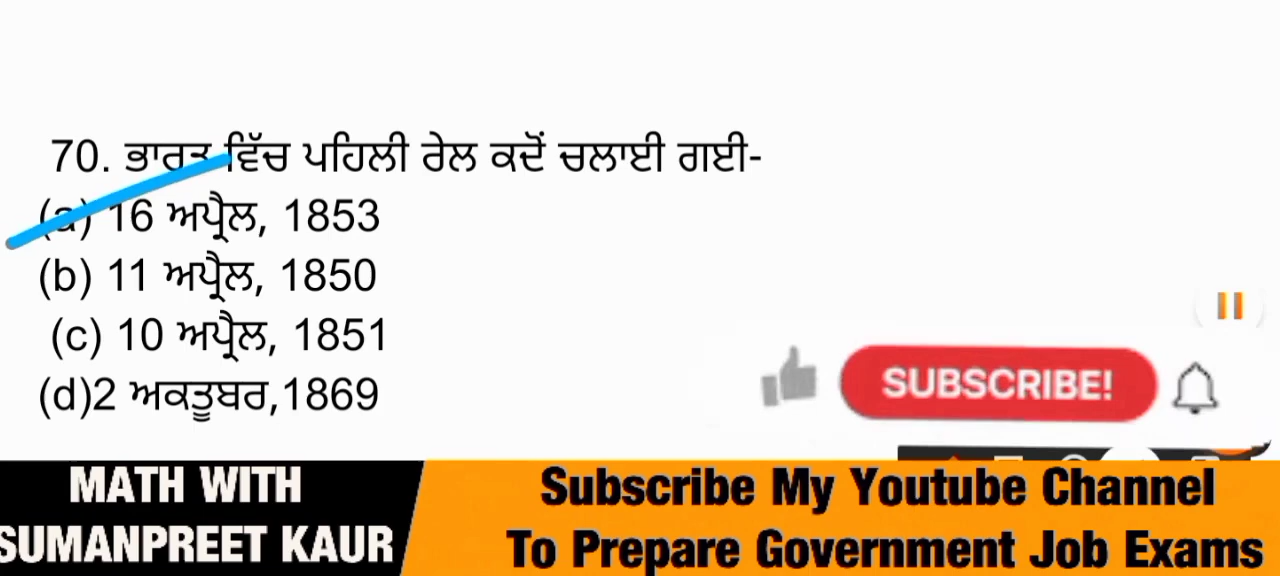 70. ਭਾਰਤ ਵਿੱਚ ਪਹਿਲੀ ਰੇਲ ਕਦੋਂ ਚਲਾਈ ਗਈ-
(a) 16 ਅਪ੍ਰੈਲ, 1853
(b) 11 ਅਪ੍ਰੈਲ, 1850
(c) 10 ਅਪ੍ਰੈਲ, 1851
(d)2 ਅਕਤੂਬਰ,1869
SUBSCRIBE!
MATH WITH
SUMANPREET KAUR
Subscribe My Youtube Channel
To Prepare Government Job Exams